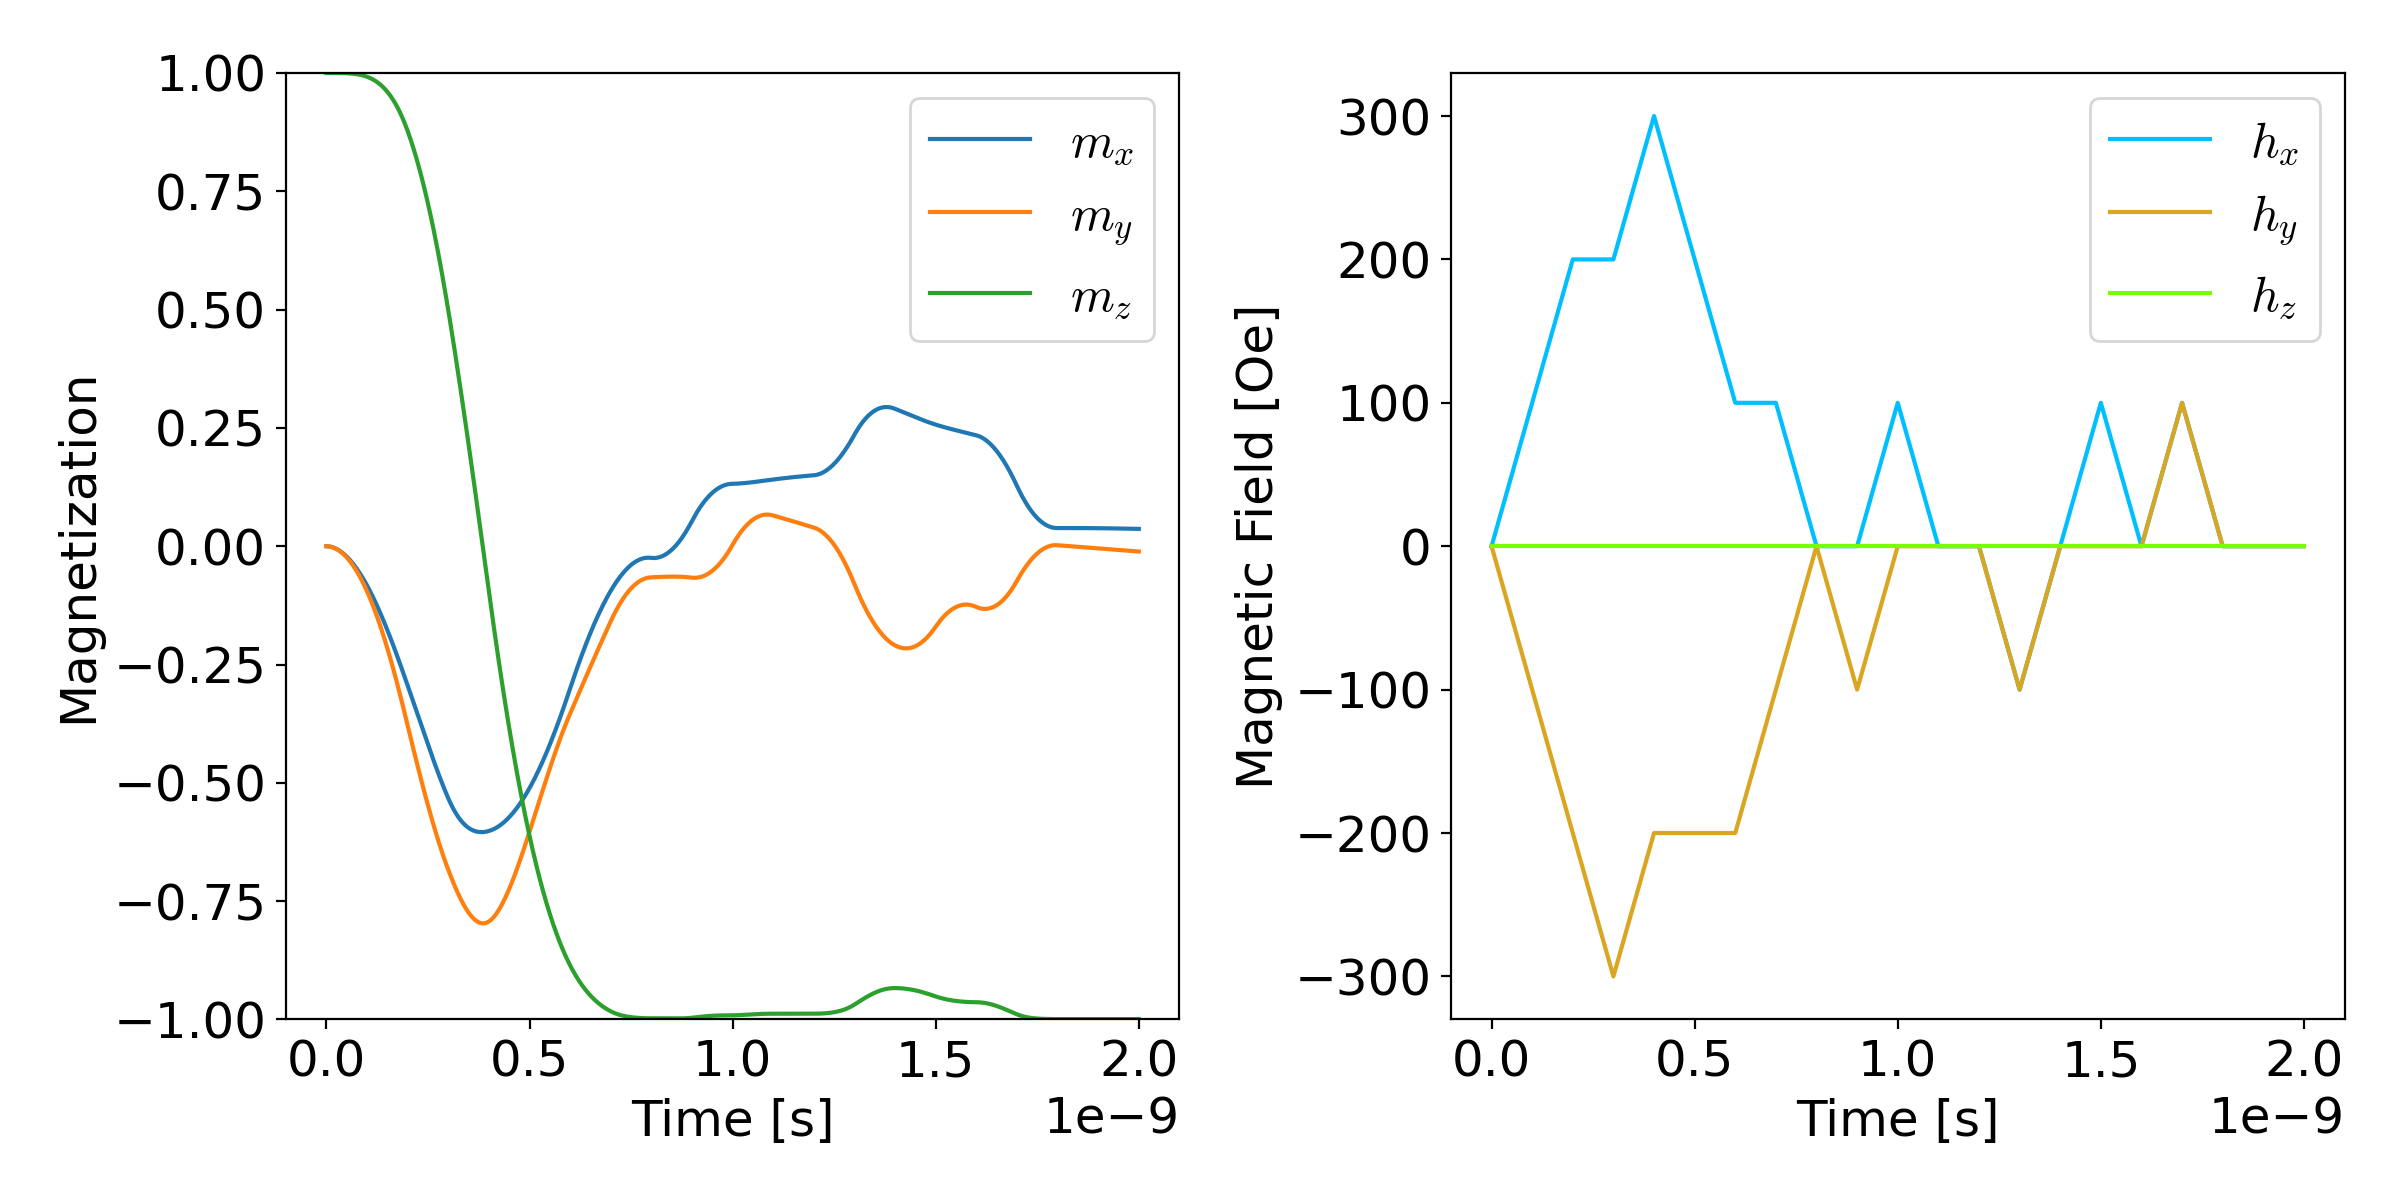 1.00
0.75
0.50
0.25
0.00
−0.25
−0.50
−0.75
−1.00
Magnetization
0.0 0.5 1.0 1.5 2.0
Time [s]
1e−9
m_x
m_y
m_z
300
200
100
0
−100
−200
−300
Magnetic Field [Oe]
0.0 0.5 1.0 1.5 2.0
Time [s]
1e−9
h_x
h_y
h_z